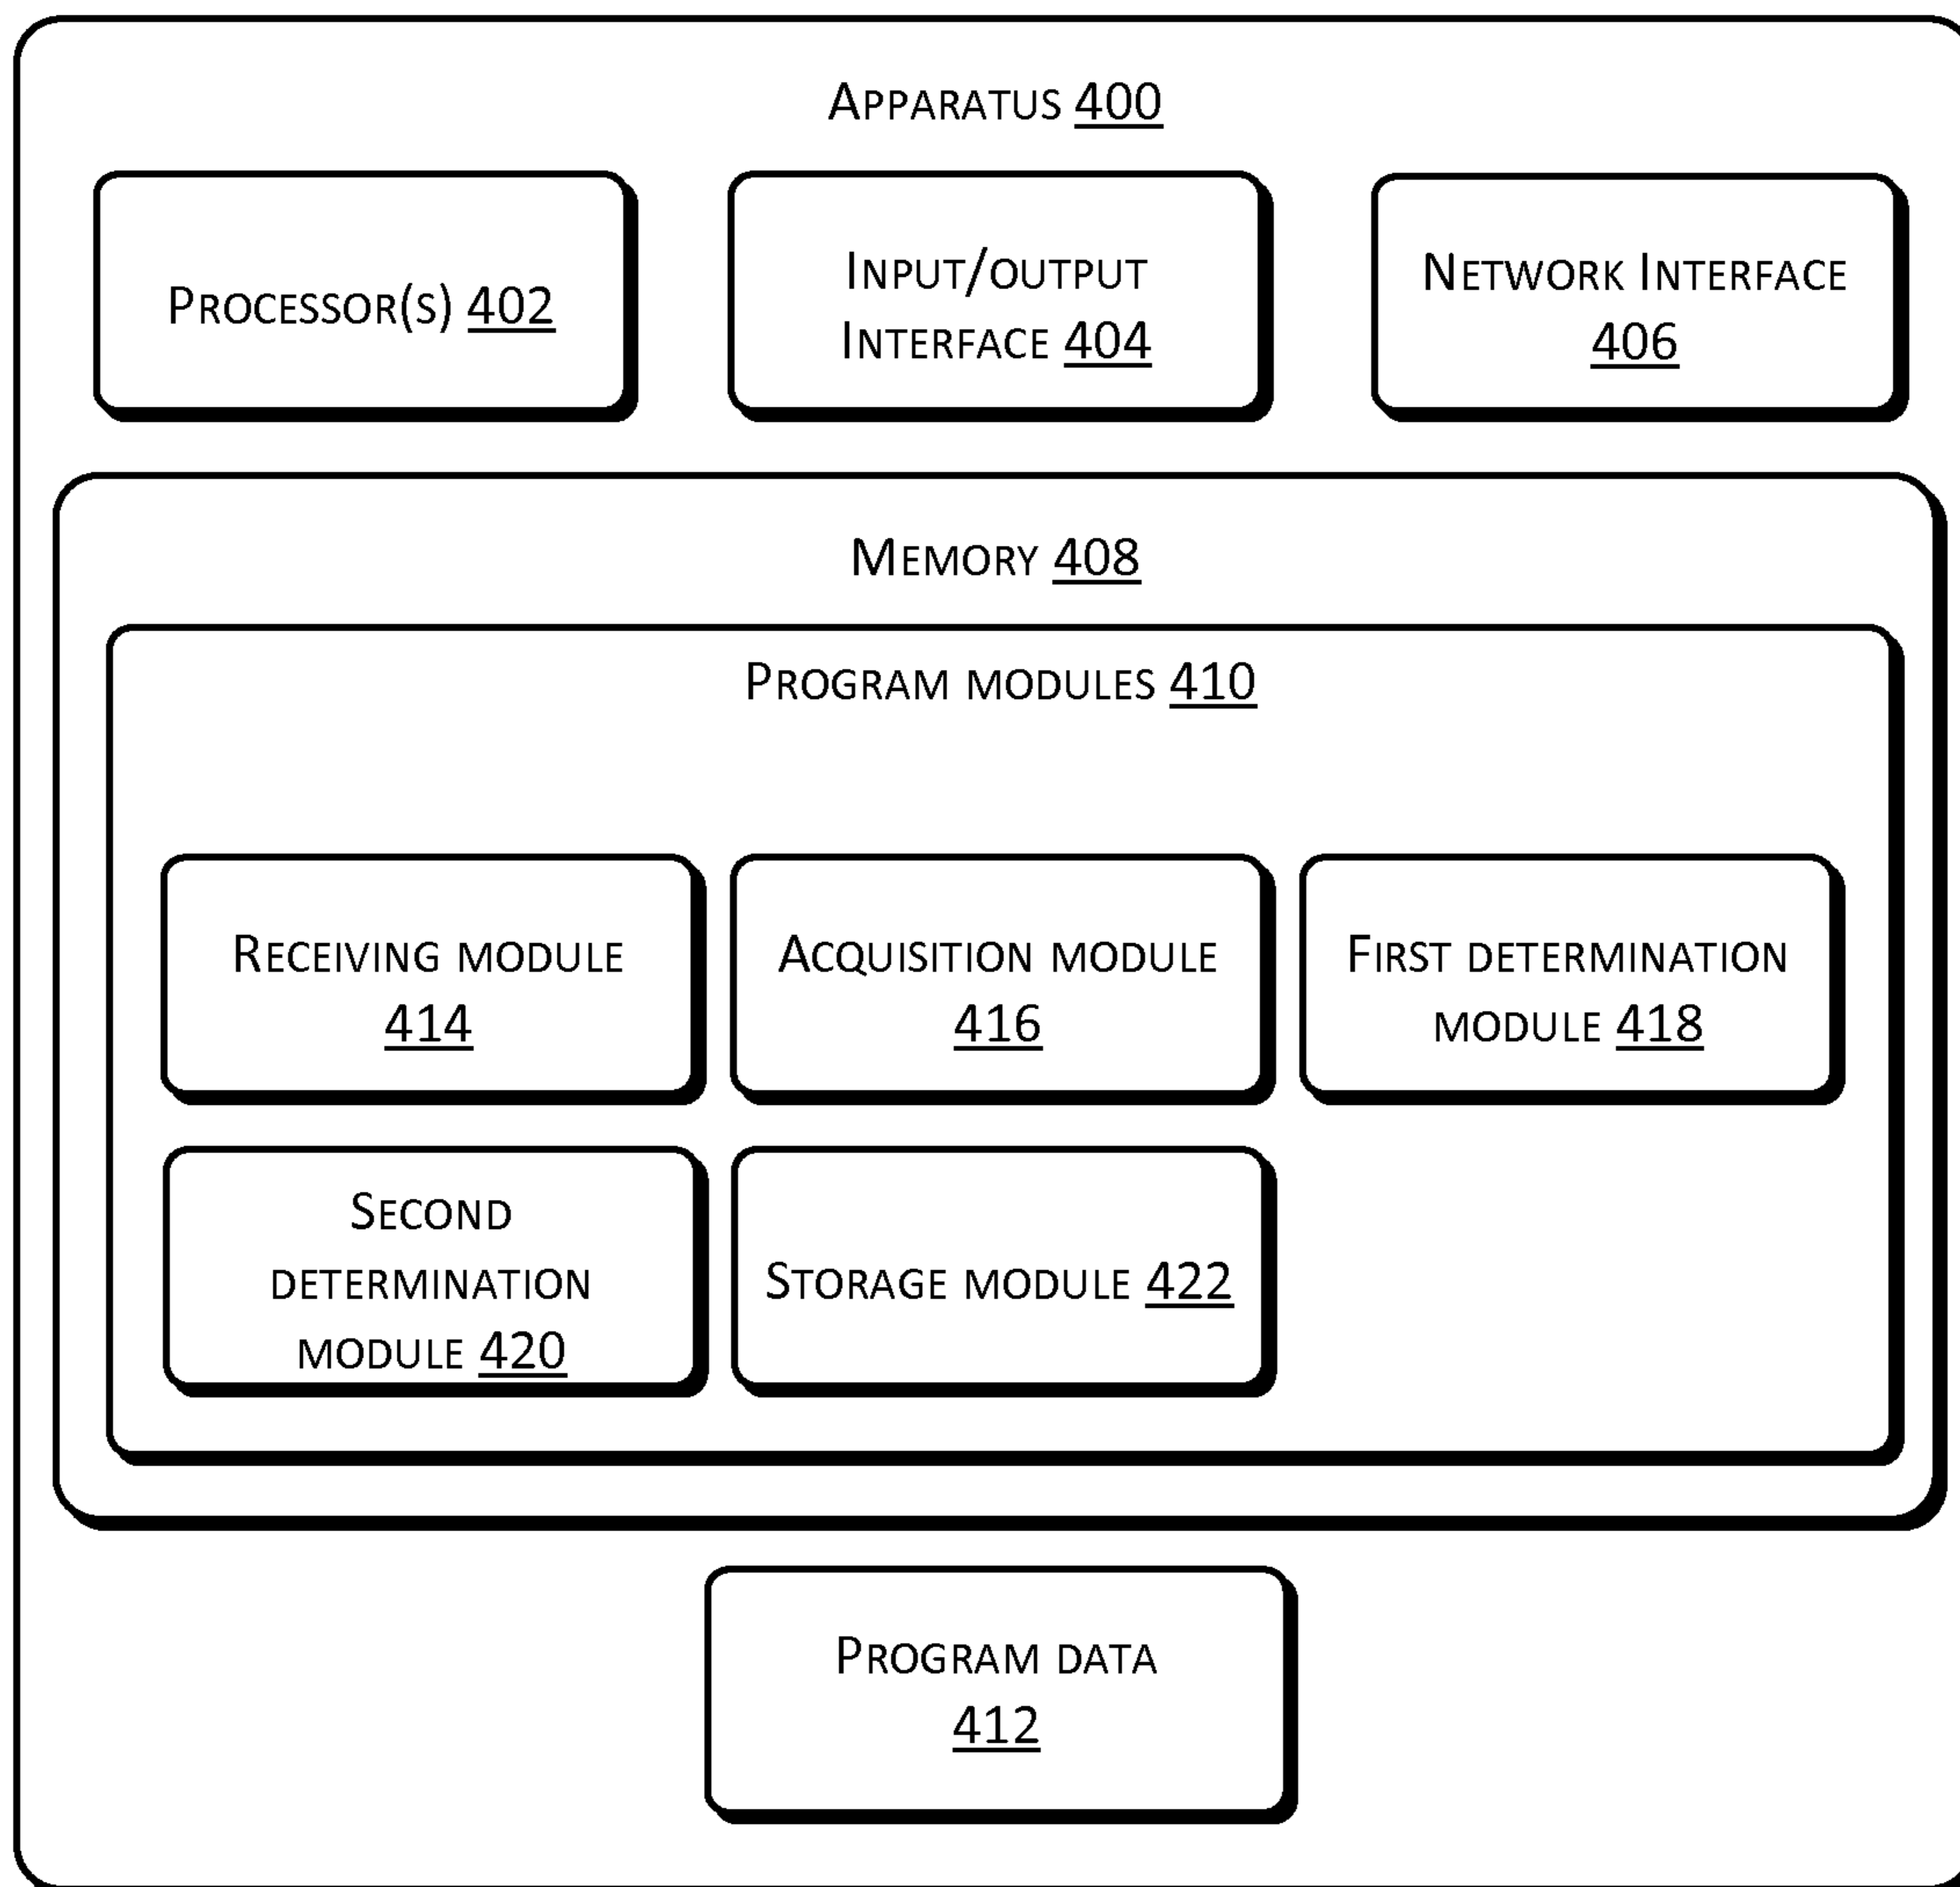 Apparatus 400
Processor(s) 402
Input/output
Interface 404
Network Interface
406
Memory 408
Program modules 410
Receiving module
414
Acquisition module
416
First determination
module 418
Second
determination
module 420
Storage module 422
Program data
412